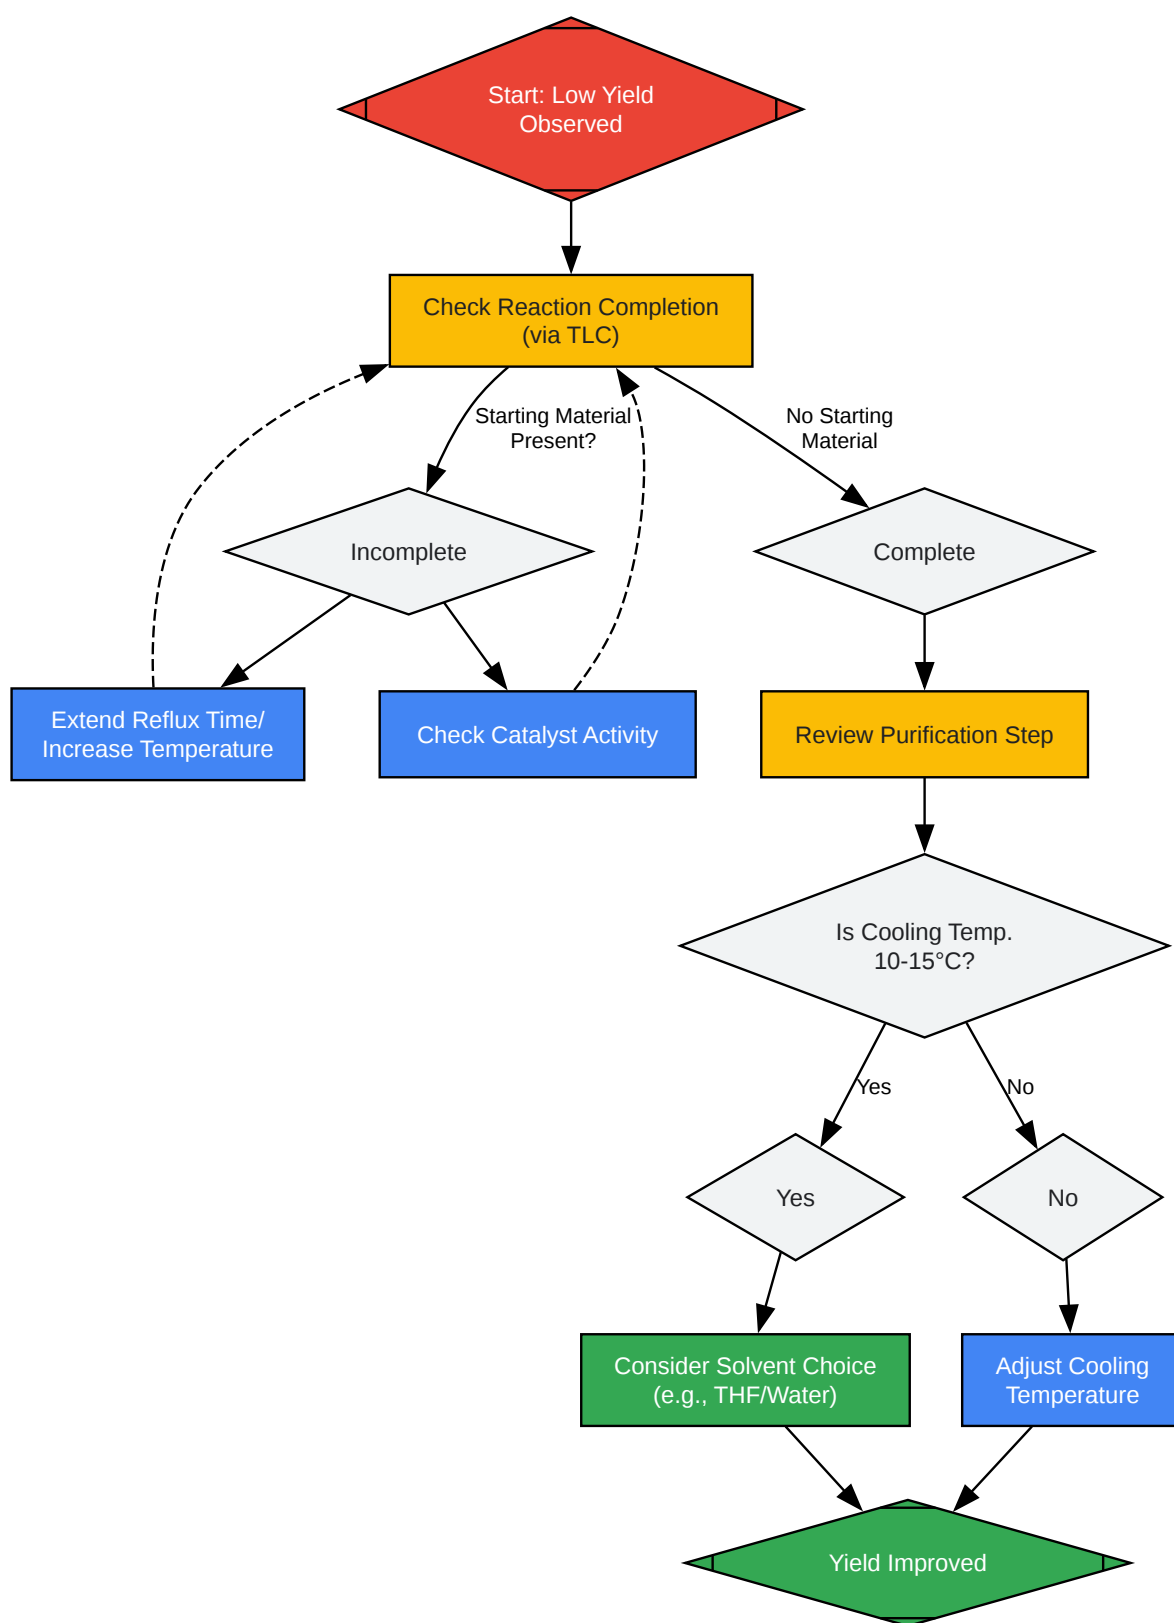 Start: Low Yield
Observed
Check Reaction Completion
(via TLC)
Starting Material
Present?
No Starting
Material
Incomplete
Complete
Extend Reflux Time/
Increase Temperature
Check Catalyst Activity
Review Purification Step
Is Cooling Temp.
10-15°C?
Yes
No
Yes
No
Consider Solvent Choice
(e.g., THF/Water)
Adjust Cooling
Temperature
Yield Improved